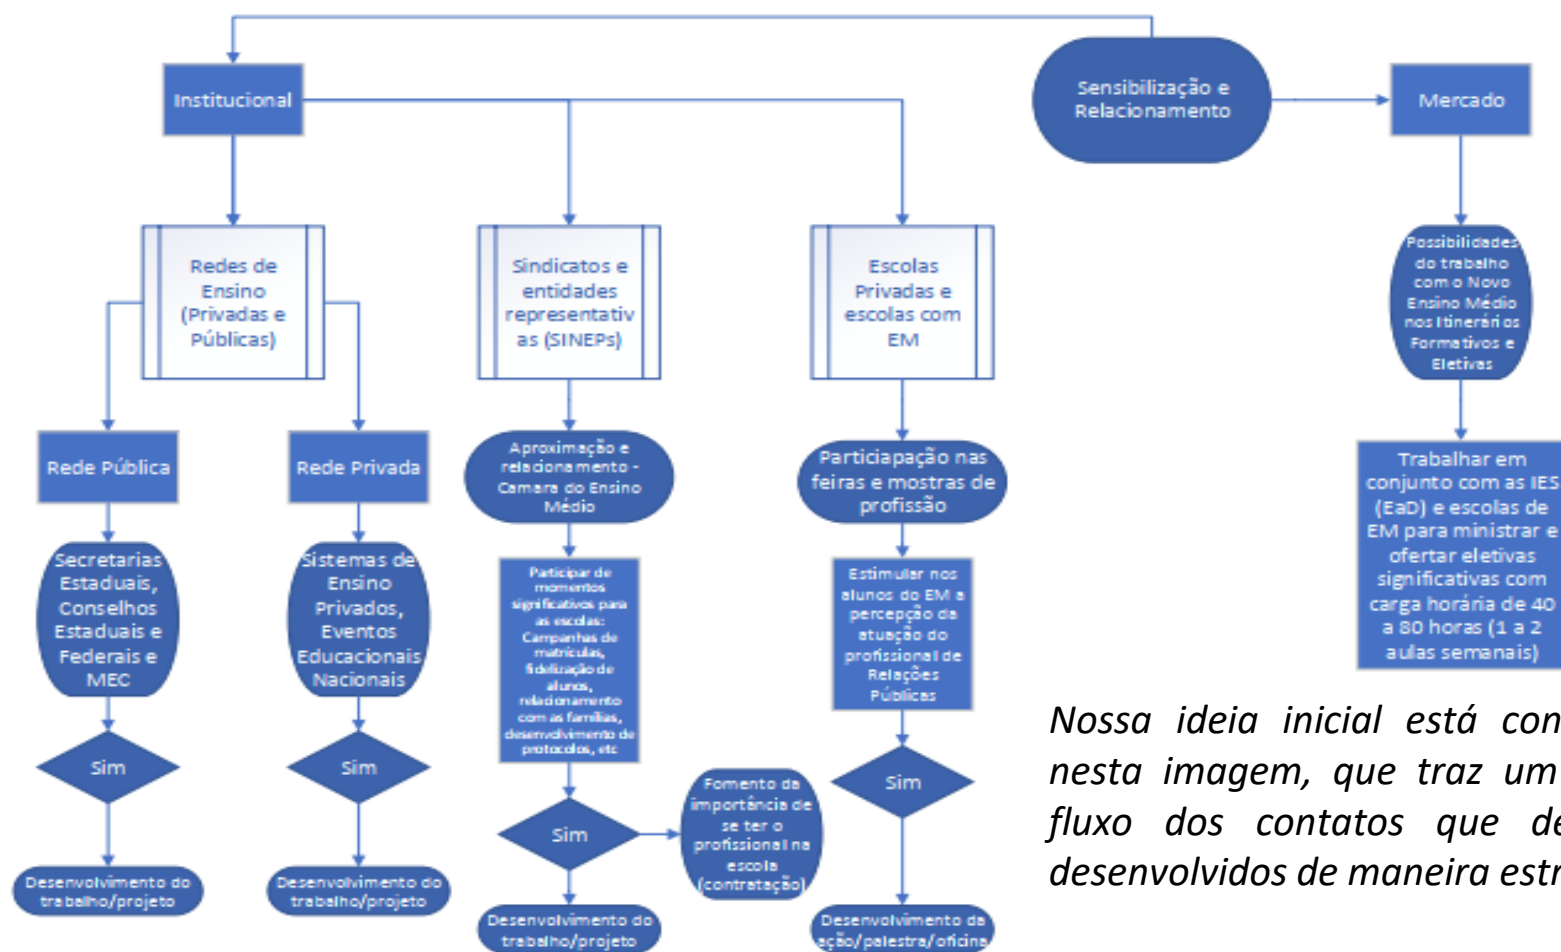 Sensibilização e
Relacionamento
Institucional
Mercado
Redes de
Ensino
(Privadas e
Públicas)
Sindicatos e
entidades
representativ
as (SINEPs)
Escolas
Privadas e
escolas com
EM
Possibilidades
do trabalho
com o Novo
Ensino Médio
nos Itinerários
Formativos e
Eletivas
Rede Pública
Rede Privada
Aproximação e
relacionamento -
Camara do Ensino
Médio
Particiapação nas
feiras e mostras de
profissão
Trabalhar em
conjunto com as IES
(EaD) e escolas de
EM para ministrar e
ofertar eletivas
significativas com
carga horária de 40
a 80 horas (1 a 2
aulas semanais)
Secretarias
Estaduais,
Conselhos
Estaduais e
Federais e
MEC
Sistemas de
Ensino
Privados,
Eventos
Educacionais
Nacionais
Participar de
momentos
significativos para
as escolas:
Campanhas de
matrículas,
fidelização de
alunos,
relacionamento
com as famílias,
desenvolvimento de
protocolos, etc
Estimular nos
alunos do EM a
percepção da
atuação do
profissional de
Relações
Públicas
Sim
Sim
Sim
Sim
Fomento da
importância de
se ter o
profissional na
escola
(contratação)
Desenvolvimento do
trabalho/projeto
Desenvolvimento do
trabalho/projeto
Desenvolvimento do
trabalho/projeto
Desenvolvimento da
ação/palestra/oficina
Nossa ideia inicial está con
nesta imagem, que traz um
fluxo dos contatos que de
desenvolvidos de maneira estr